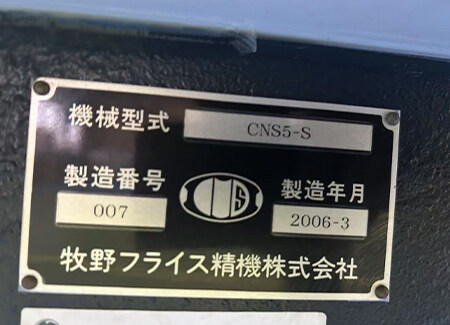 機械型式 CNS5-S
製造番号 製造年月
007 2006-3
牧野フライス精機株式会社